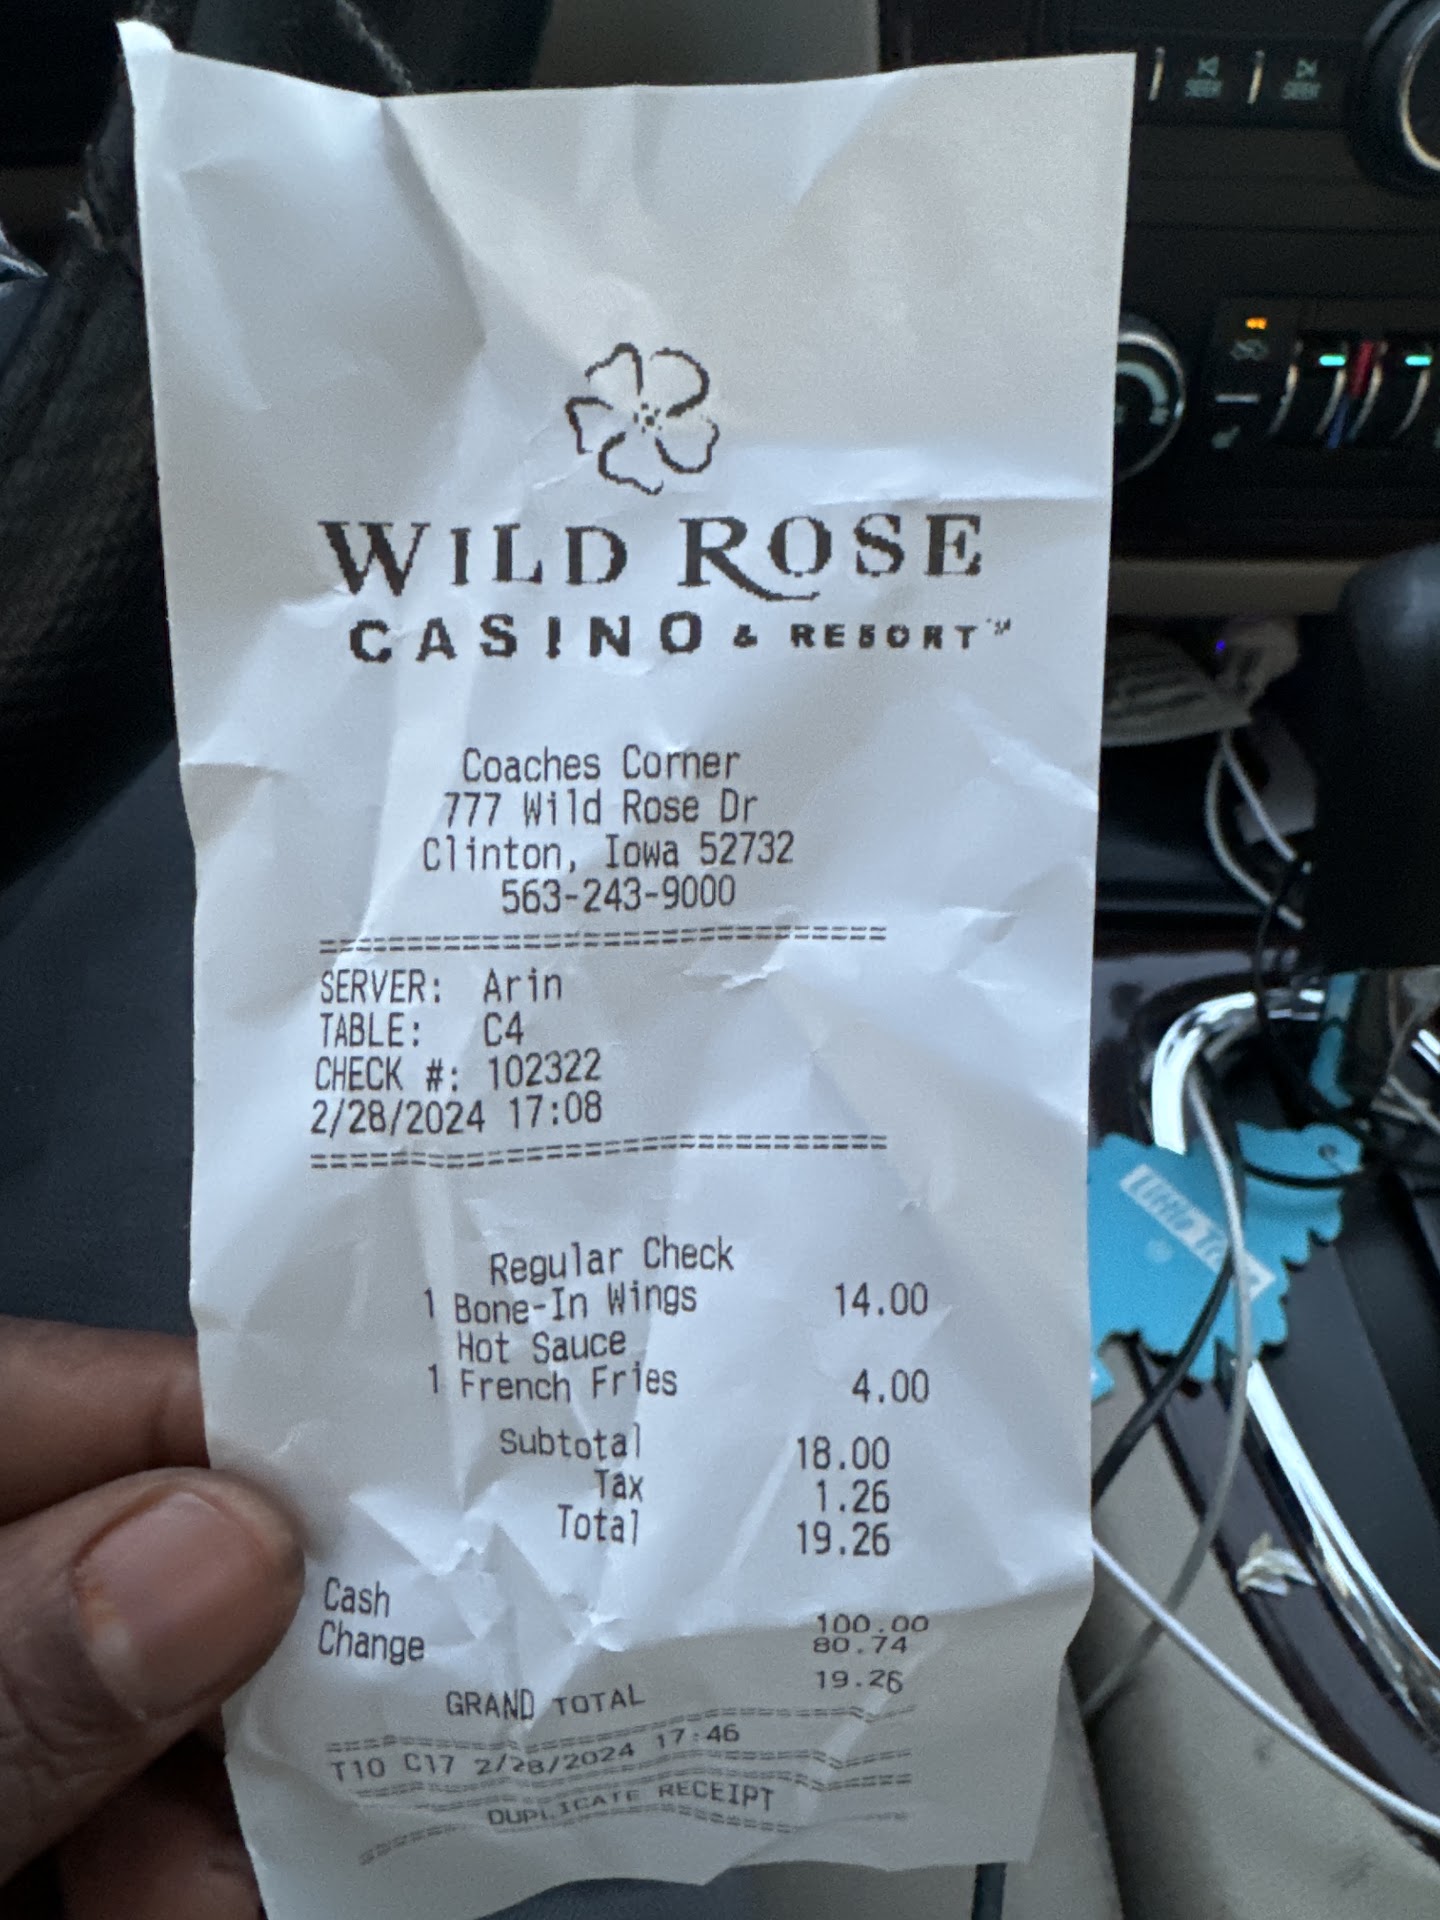 WILD ROSE
CASINO & RESORT™
Coaches Corner
777 Wild Rose Dr
Clinton, Iowa 52732
563-243-9000
==============================
SERVER: Arin
TABLE: C4
CHECK #: 102322
2/28/2024 17:08
==============================
Regular Check
1 Bone-In Wings 14.00
Hot Sauce
1 French Fries 4.00
Subtotal 18.00
Tax 1.26
Total 19.26
Cash 100.00
Change 80.74
GRAND TOTAL 19.26
==============================
T10 C17 2/28/2024 17:46
==============================
DUPLICATE RECEIPT
==============================
SEEK
SEEK